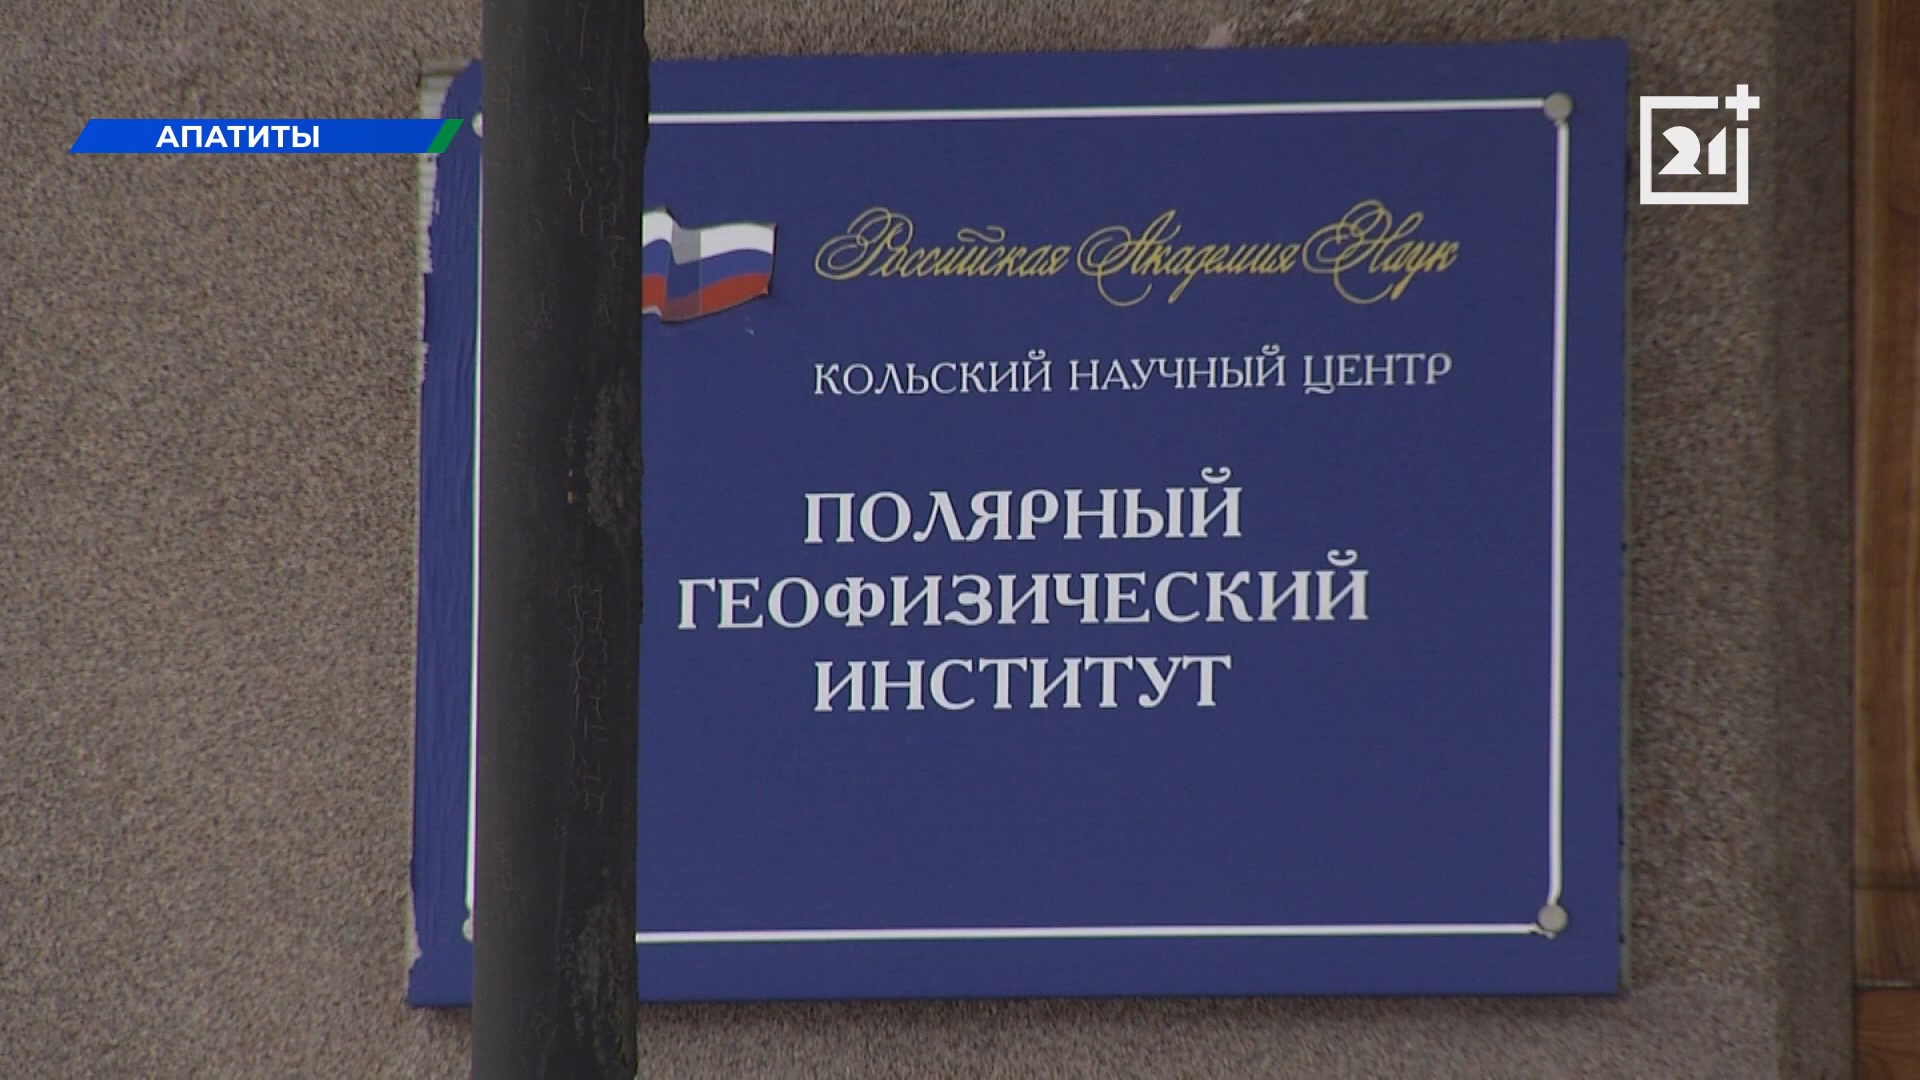 АПАТИТЫ
21+
Российская Академия Наук
КОЛЬСКИЙ НАУЧНЫЙ ЦЕНТР
ПОЛЯРНЫЙ
ГЕОФИЗИЧЕСКИЙ
ИНСТИТУТ